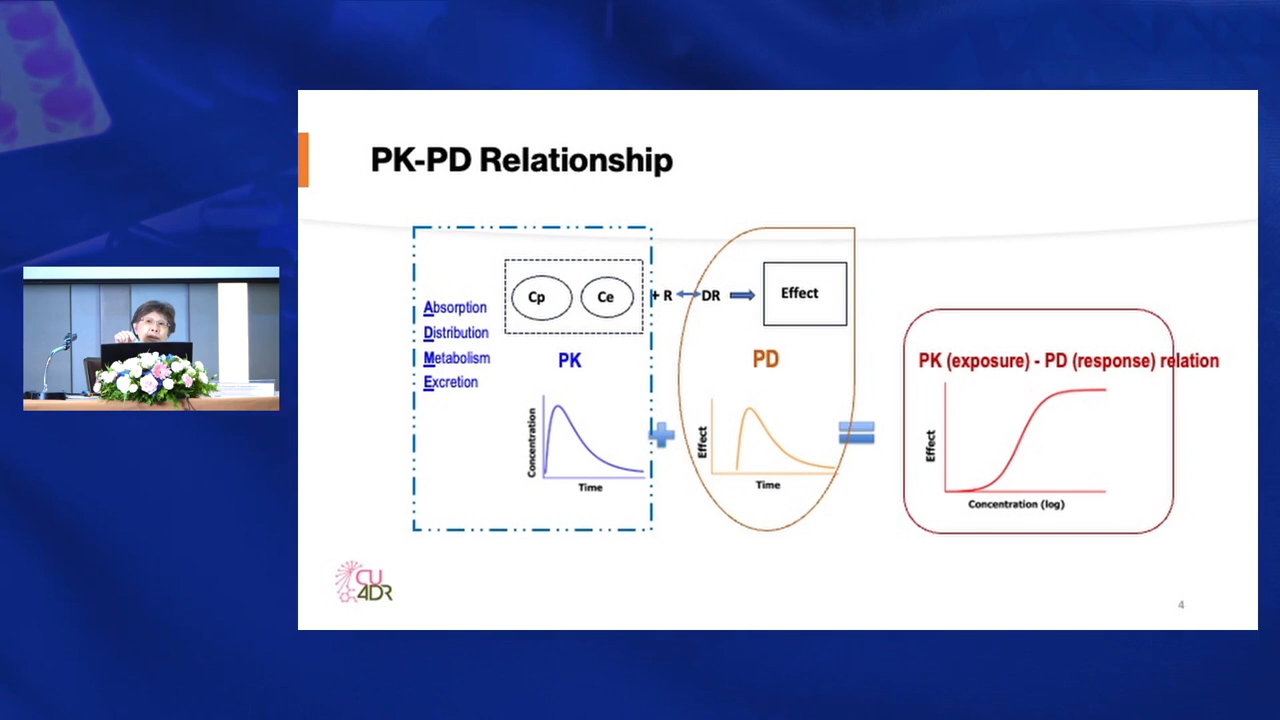 PK-PD Relationship
Absorption
Distribution
Metabolism
Excretion
Cp
Ce
+ R
DR
Effect
PK
PD
Concentration
Time
Effect
Time
PK (exposure) - PD (response) relation
Effect
Concentration (log)
CU
4DR
4